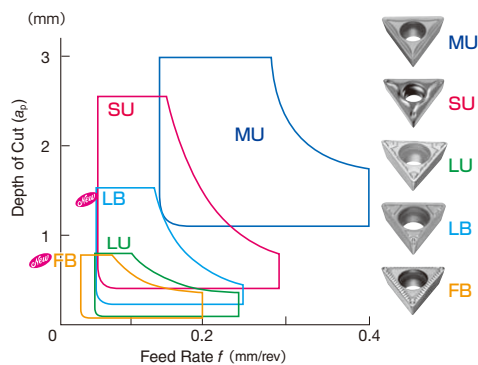 (mm)
3
2
1
0
0.2
0.4
Depth of Cut (ap)
Feed Rate f (mm/rev)
MU
SU
New LB
LU
New FB
MU
SU
LU
LB
FB